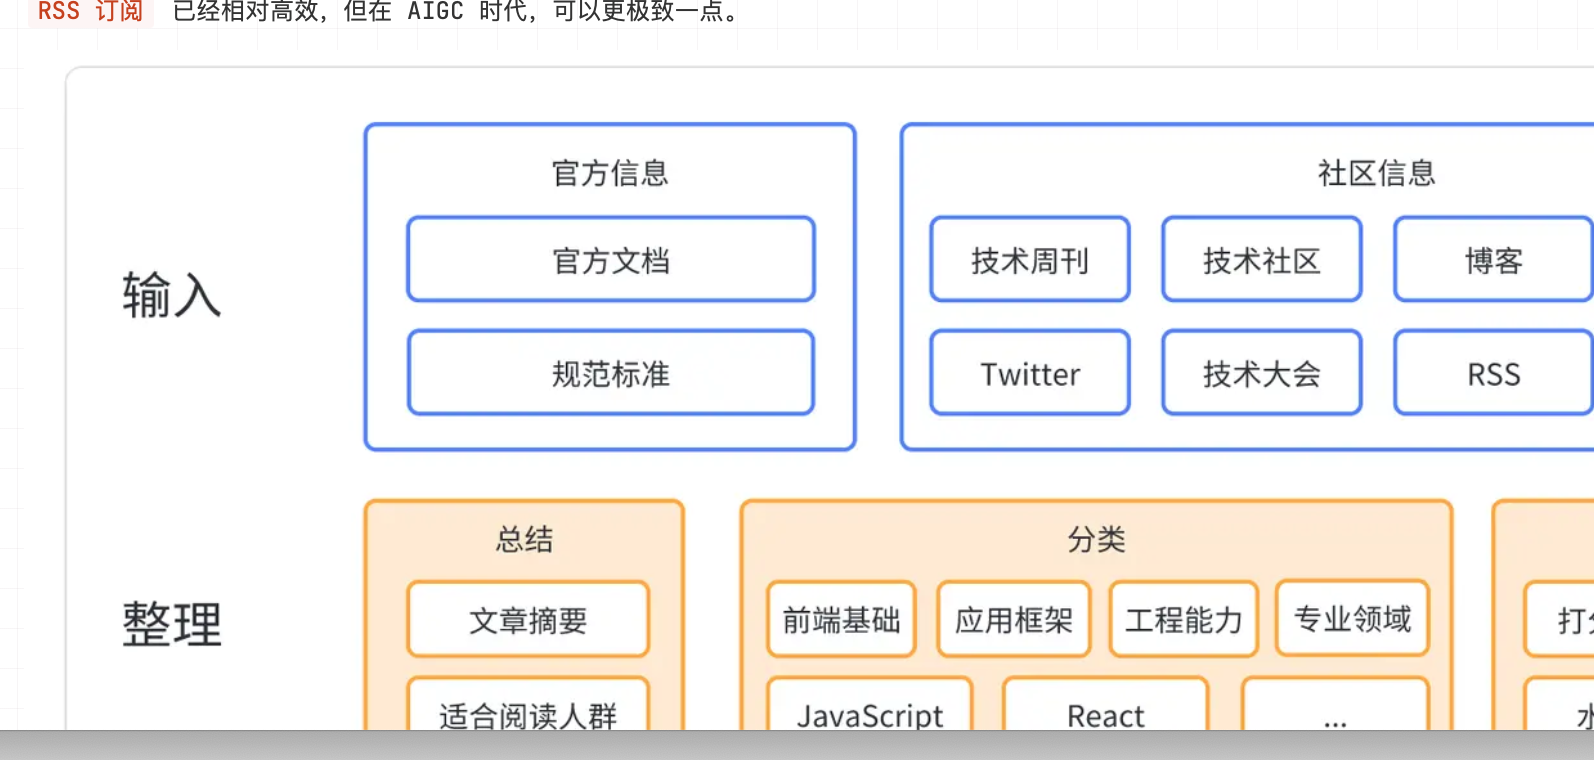 RSS 订阅 已经相对高效，但在 AIGC 时代，可以更极致一点。
官方信息
社区信息
官方文档
技术周刊
技术社区
博客
输入
规范标准
Twitter
技术大会
RSS
总结
分类
文章摘要
前端基础
应用框架
工程能力
专业领域
打
整理
适合阅读人群
JavaScript
React
...